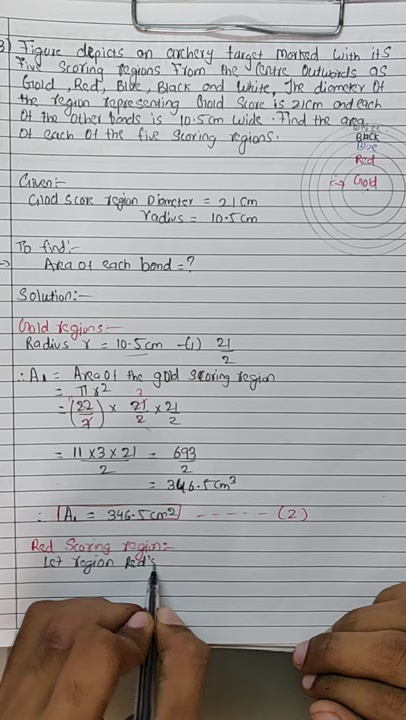 3) Figure depicts an archery target marked with its
Five Scoring regions From the Centre Outwords as
Gold, Red, Blue, Black and White, The diameter Of
the region representing Gold Score is 21cm and each
Of the Other bands is 10.5cm wide. Find the area
Of each Of the five Scoring regions.
White
Black
Blue
Red
Gold
Given:-
Gold Score region Diameter = 21cm
radius = 10.5cm
To find:-
→ Area of each bond = ?
Solution:-
Gold regions:-
Radius r = 10.5cm -(1) 21/2
∴ A₁ = Area Of the gold scoring region
= πr²
= (22/7) × 21/2 × 21/2
3
= 11×3×21/2 = 693/2
= 346.5cm³
∴ A₁ = 346.5cm² ----- (2)
Red Scoring region:-
Let region Red's